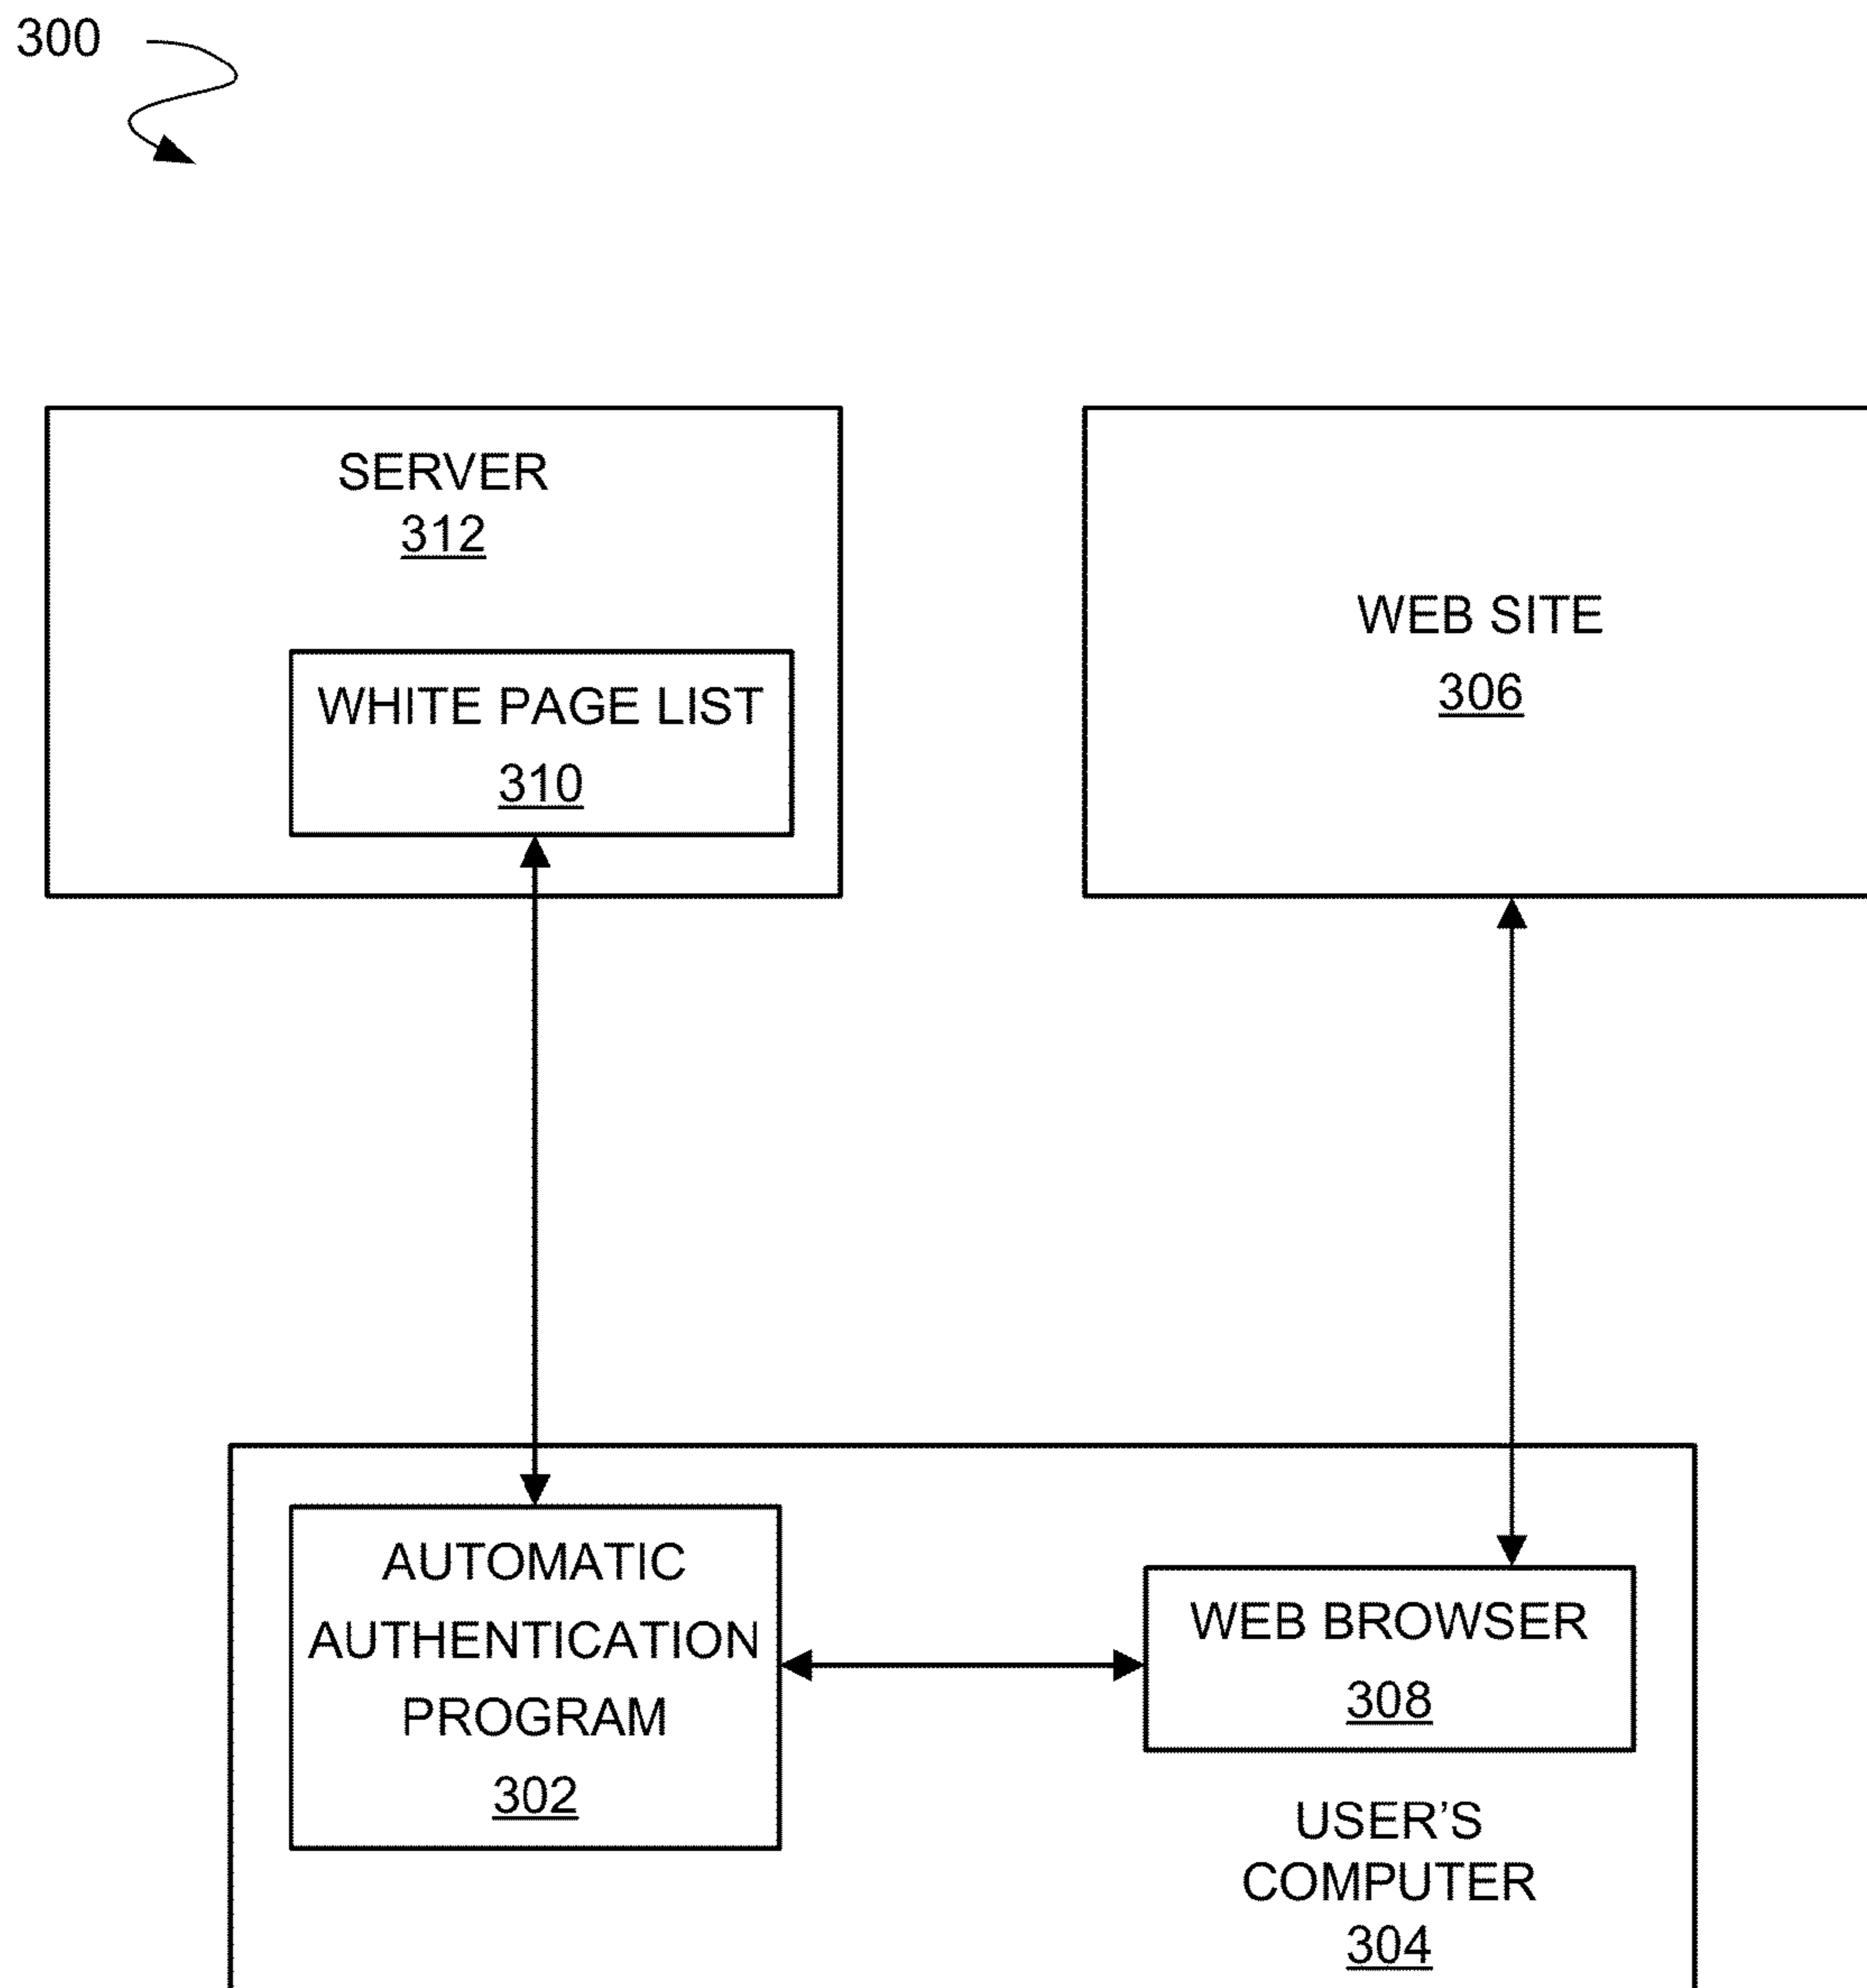 300
SERVER
312
WHITE PAGE LIST
310
WEB SITE
306
AUTOMATIC
AUTHENTICATION
PROGRAM
302
WEB BROWSER
308
USER’S
COMPUTER
304